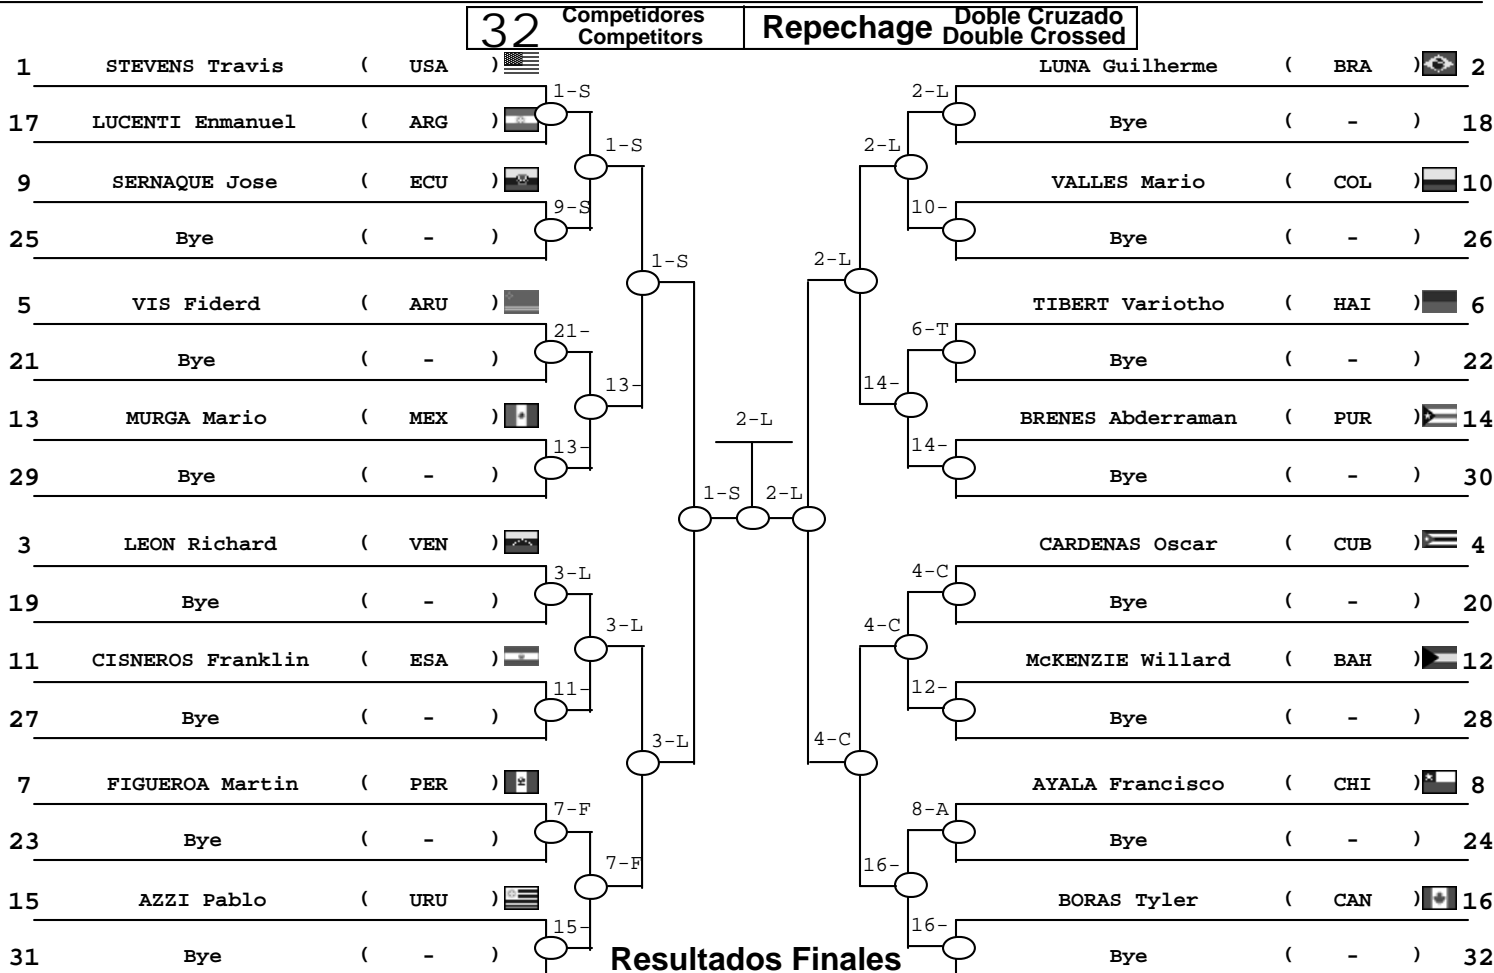 32 Competidores Competitors Repechage Doble Cruzado Double Crossed
1 STEVENS Travis ( USA )
17 LUCENTI Enmanuel ( ARG )
9 SERNAQUE Jose ( ECU )
25 Bye ( - )
5 VIS Fiderd ( ARU )
21 Bye ( - )
13 MURGA Mario ( MEX )
29 Bye ( - )
3 LEON Richard ( VEN )
19 Bye ( - )
11 CISNEROS Franklin ( ESA )
27 Bye ( - )
7 FIGUEROA Martin ( PER )
23 Bye ( - )
15 AZZI Pablo ( URU )
31 Bye ( - )
1-S
9-S
21-
13-
3-L
11-
7-F
15-
1-S
13-
3-L
7-F
1-S
3-L
1-S
2-L
2-L
2-L
4-C
2-L
14-
4-C
16-
2-L
10-
6-T
14-
4-C
12-
8-A
16-
LUNA Guilherme ( BRA ) 2
Bye ( - ) 18
VALLES Mario ( COL ) 10
Bye ( - ) 26
TIBERT Variotho ( HAI ) 6
Bye ( - ) 22
BRENES Abderraman ( PUR ) 14
Bye ( - ) 30
CARDENAS Oscar ( CUB ) 4
Bye ( - ) 20
McKENZIE Willard ( BAH ) 12
Bye ( - ) 28
AYALA Francisco ( CHI ) 8
Bye ( - ) 24
BORAS Tyler ( CAN ) 16
Bye ( - ) 32
Resultados Finales